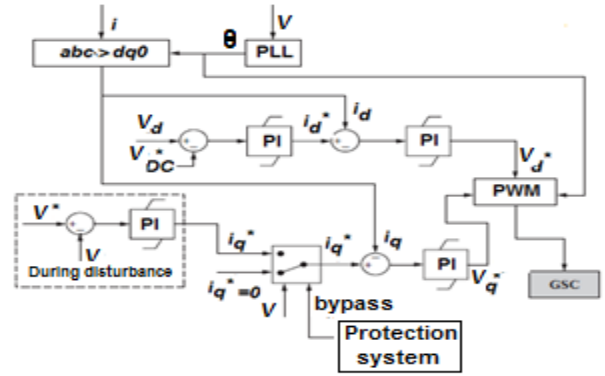 i
V
abc > dq0
θ
PLL
V_d
V*_DC
PI
i_d*
i_d
PI
V_d*
PWM
V*
PI
V
During disturbance
i_q*
i_q*=0
V
i_q*
i_q
PI
V_q*
GSC
bypass
Protection
system